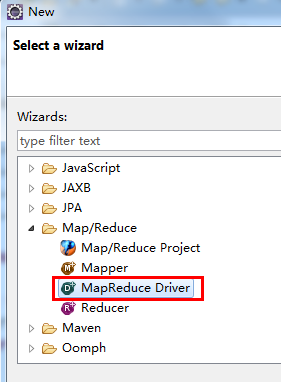 New
Select a wizard
Wizards:
type filter text
JavaScript
JAXB
JPA
Map/Reduce
Map/Reduce Project
Mapper
MapReduce Driver
Reducer
Maven
Oomph